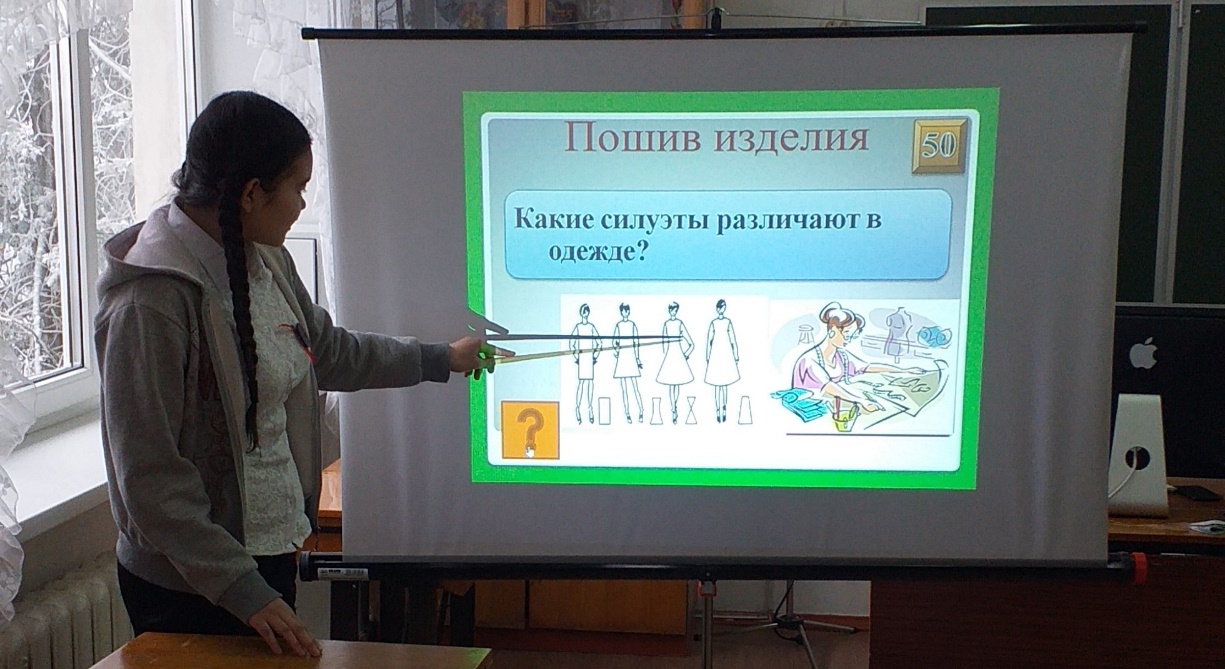 Пошив изделия
50
Какие силуэты различают в
одежде?
?